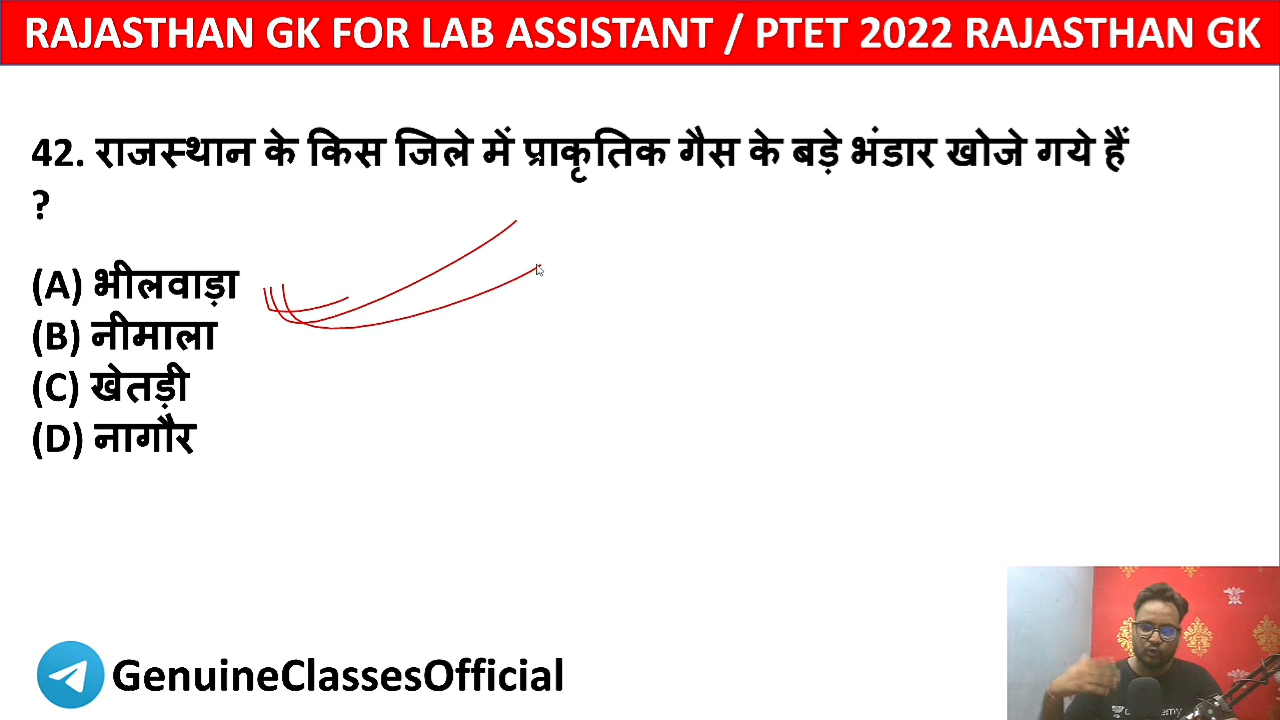 RAJASTHAN GK FOR LAB ASSISTANT / PTET 2022 RAJASTHAN GK
42. राजस्थान के किस जिले में प्राकृतिक गैस के बड़े भंडार खोजे गये हैं
?
(A) भीलवाड़ा
(B) नीमाला
(C) खेतड़ी
(D) नागौर
GenuineClassesOfficial